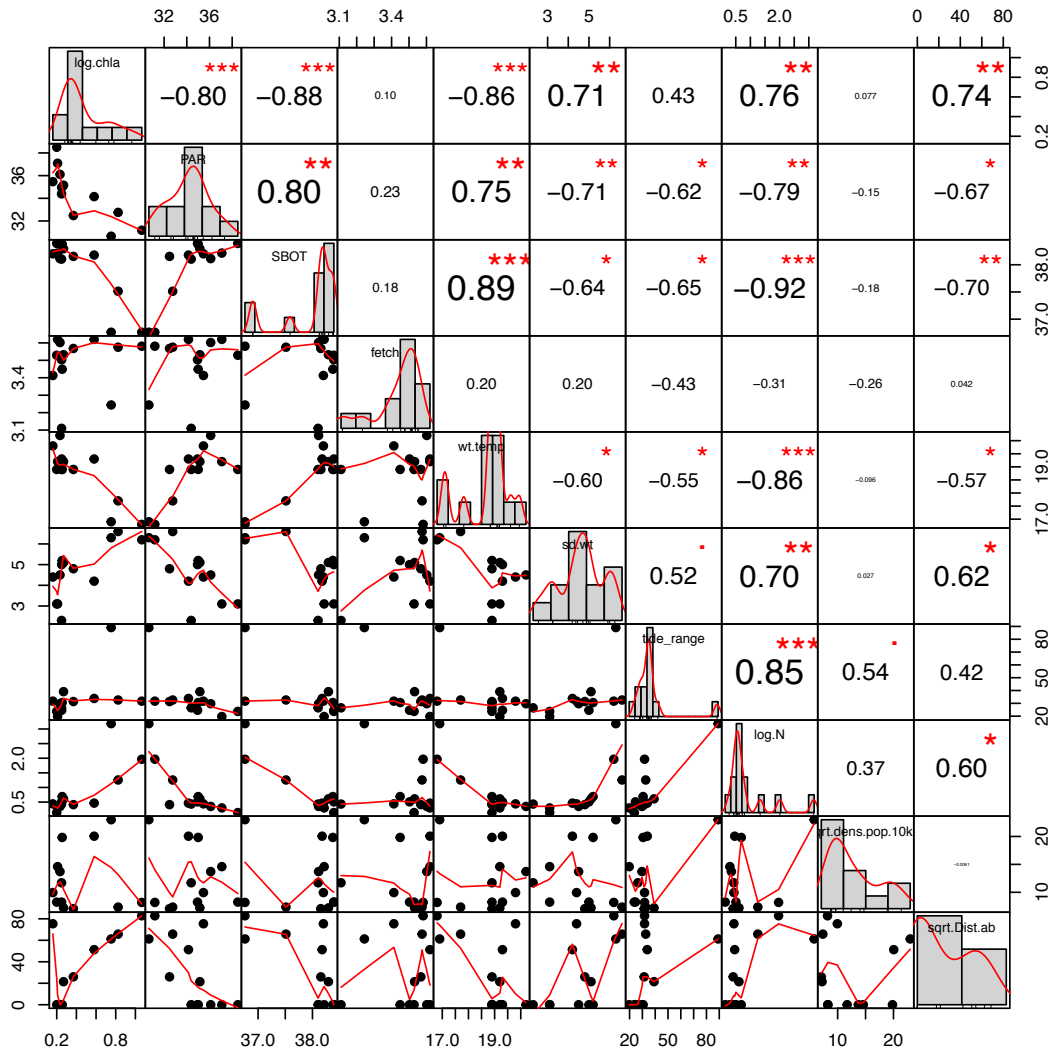 32 36 3.1 3.4 3 5 0.5 2.0 0 40 80
log.chla *** −0.80 *** −0.88 0.10 *** −0.86 ** 0.71 0.43 ** 0.76 0.077 ** 0.74 0.2 0.8
32 36 PAR ** 0.80 0.23 ** 0.75 ** −0.71 * −0.62 ** −0.79 −0.15 * −0.67
SBOT 0.18 *** 0.89 * −0.64 * −0.65 *** −0.92 −0.18 ** −0.70 37.0 38.0
3.1 3.4 fetch 0.20 0.20 −0.43 −0.31 −0.26 0.042
wt.temp * −0.60 * −0.55 *** −0.86 −0.096 * −0.57 17.0 19.0
3 5 sd.wt . 0.52 ** 0.70 0.027 * 0.62
tide_range *** 0.85 . 0.54 0.42 20 50 80
0.5 2.0 log.N 0.37 * 0.60
rt.dens.pop.10k 10 20
0 40 80 sqrt.Dist.ab
0.2 0.8 37.0 38.0 17.0 19.0 20 50 80 10 20